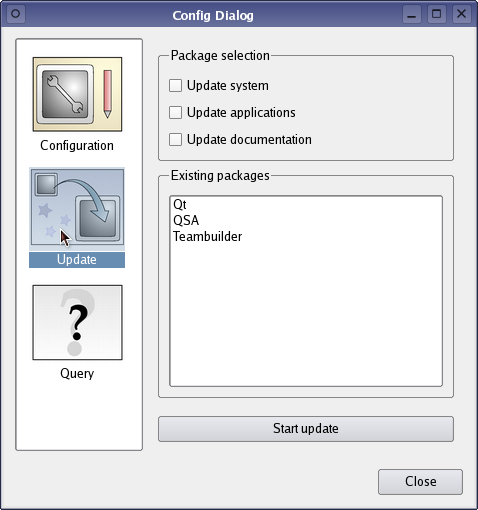 Config Dialog
Configuration
Update
Query
Package selection
Update system
Update applications
Update documentation
Existing packages
Qt
QSA
Teambuilder
Start update
Close